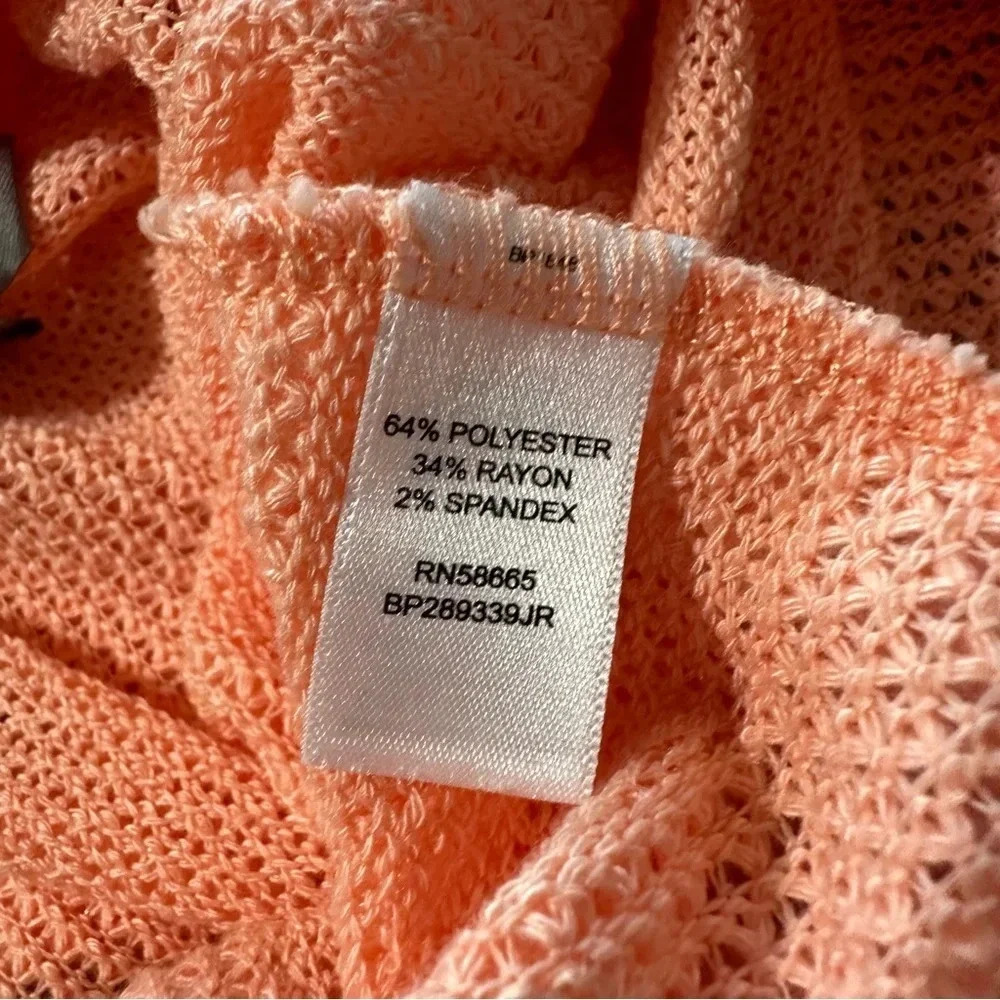 64% POLYESTER
34% RAYON
2% SPANDEX
RN58665
BP289339JR